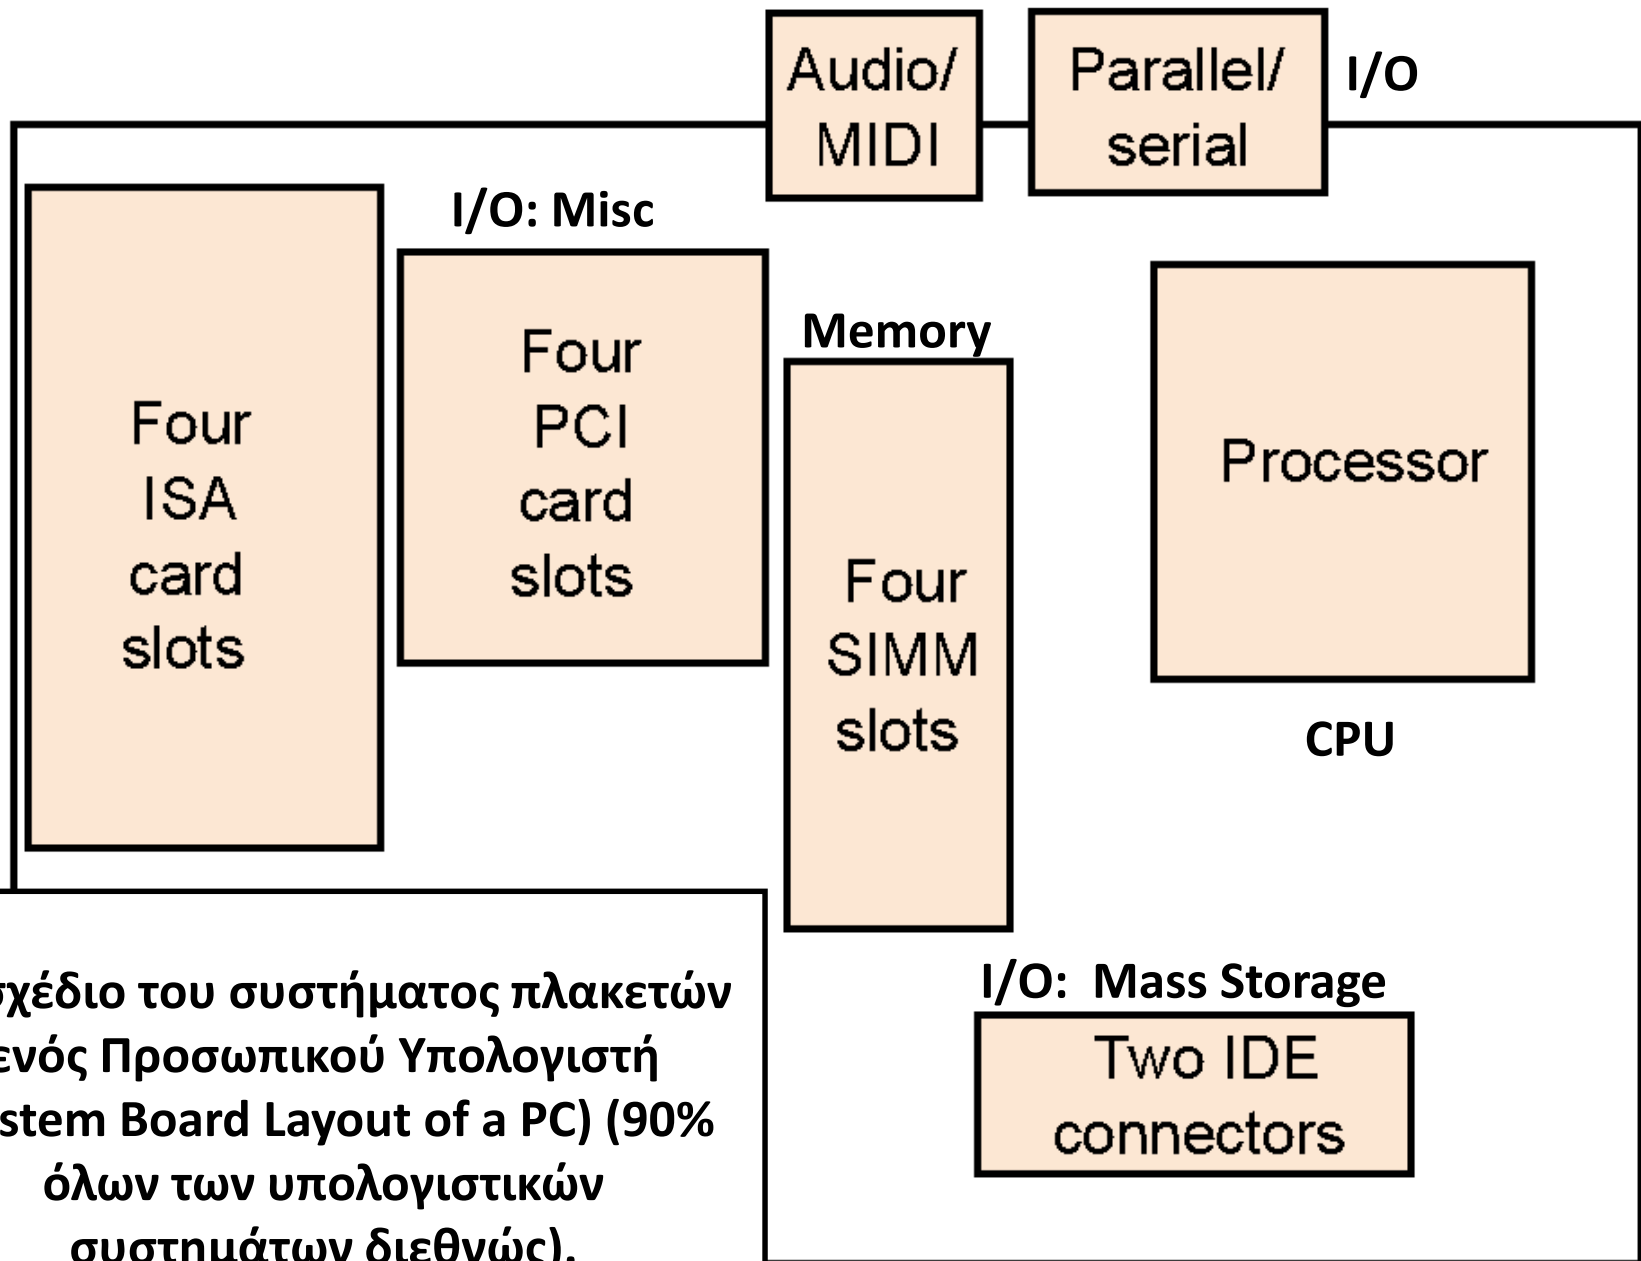 Audio/
MIDI
Parallel/
serial
I/O
I/O: Misc
Four
ISA
card
slots
Four
PCI
card
slots
Memory
Four
SIMM
slots
Processor
CPU
I/O:  Mass Storage
Two IDE
connectors
σχέδιο του συστήματος πλακετών
ενός Προσωπικού Υπολογιστή
stem Board Layout of a PC) (90%
όλων των υπολογιστικών
συστημάτων διεθνώς).